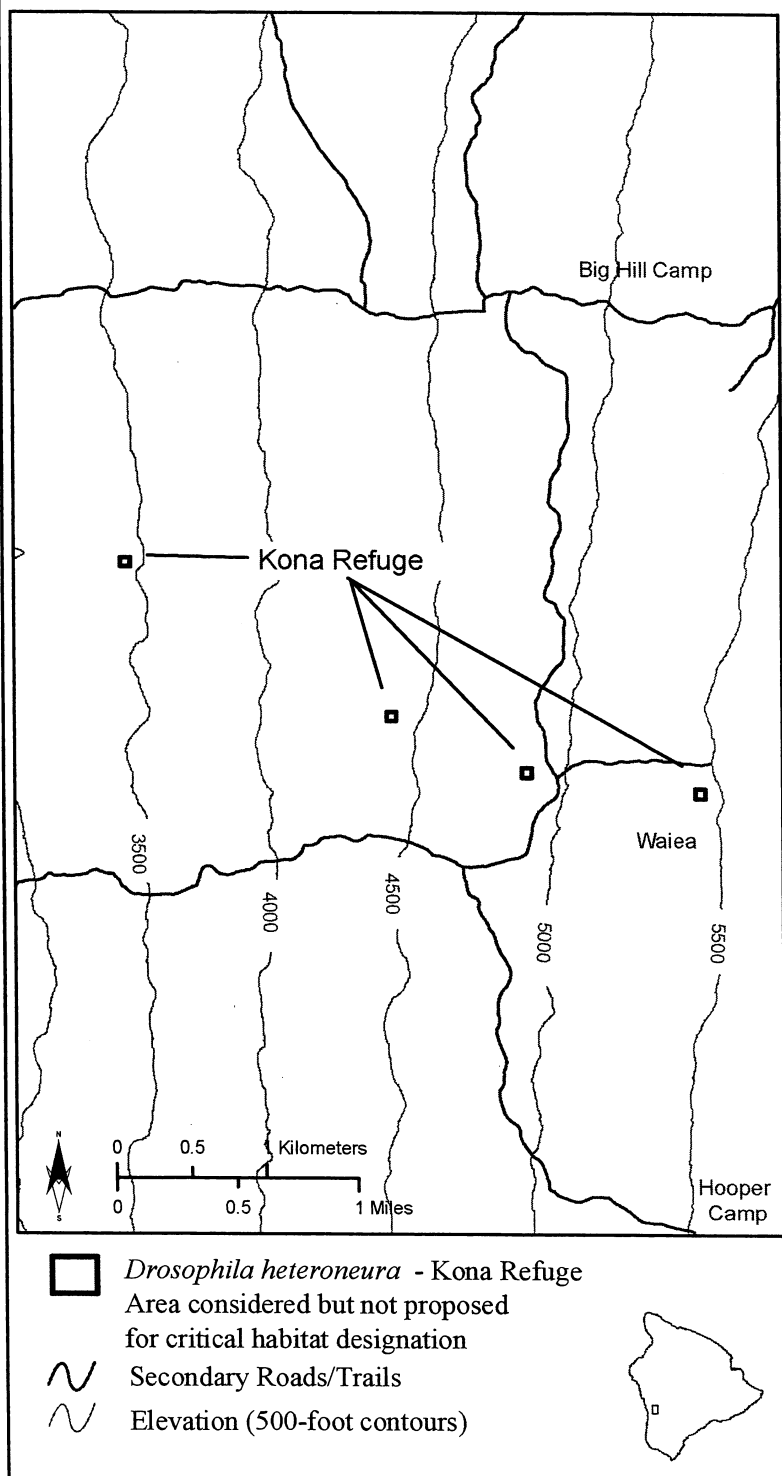 Big Hill Camp
Kona Refuge
Waiea
3500
4000
4500
5000
5500
N
S
0 0.5 1 Kilometers
0 0.5 1 Miles
Hooper
Camp
Drosophila heteroneura - Kona Refuge
Area considered but not proposed
for critical habitat designation
Secondary Roads/Trails
Elevation (500-foot contours)